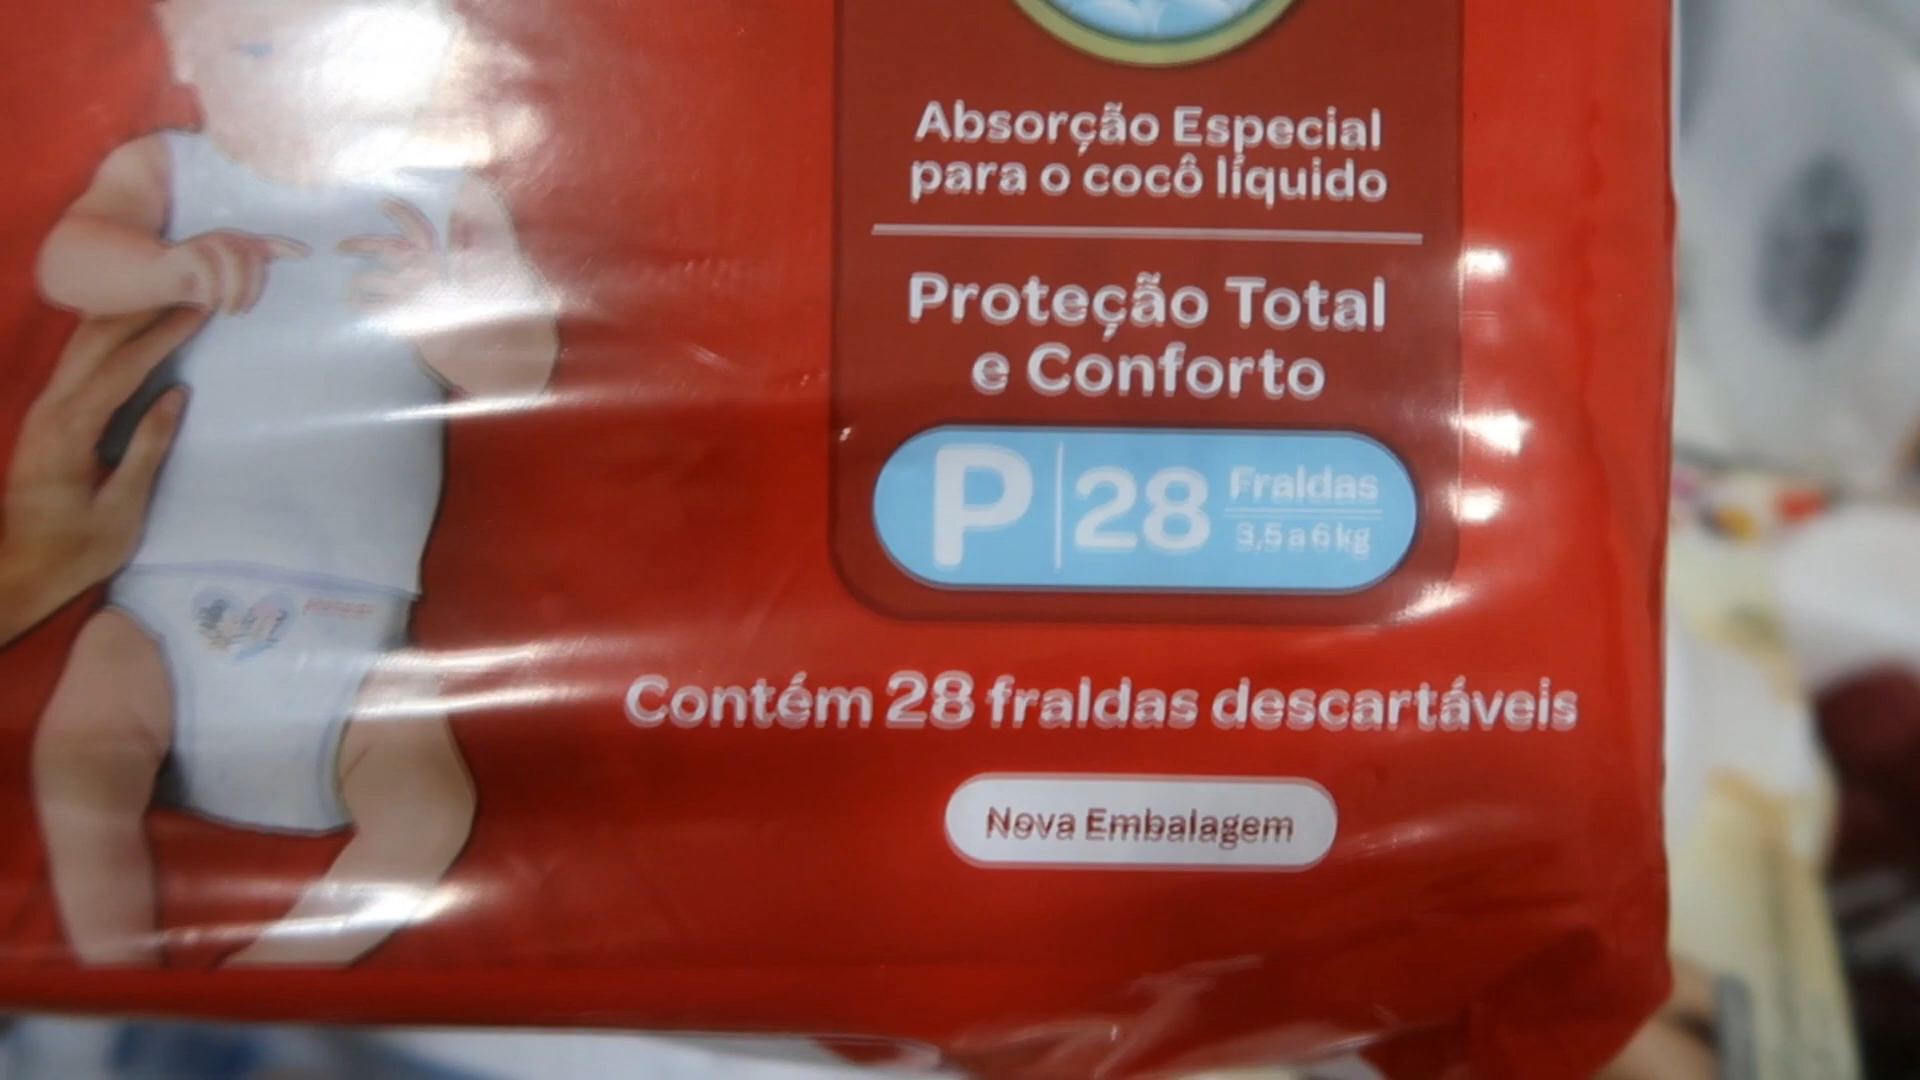 Absorção Especial
para o cocô líquido
Proteção Total
e Conforto
P 28 Fraldas
3,5 a 6 kg
Contém 28 fraldas descartáveis
Nova Embalagem